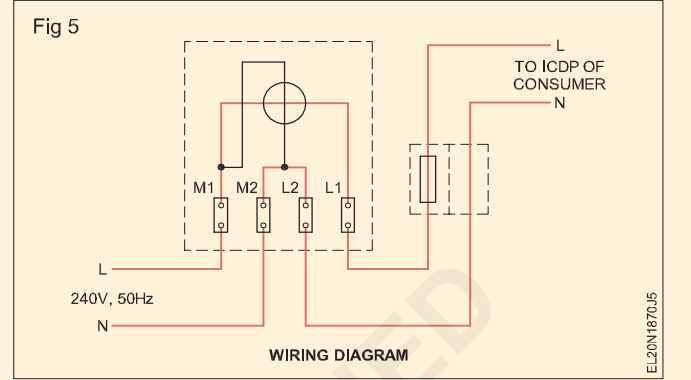 Fig 5
L
TO ICDP OF
CONSUMER
N
M1 M2 L2 L1
L
240V, 50Hz
N
WIRING DIAGRAM
EL20N1870J5